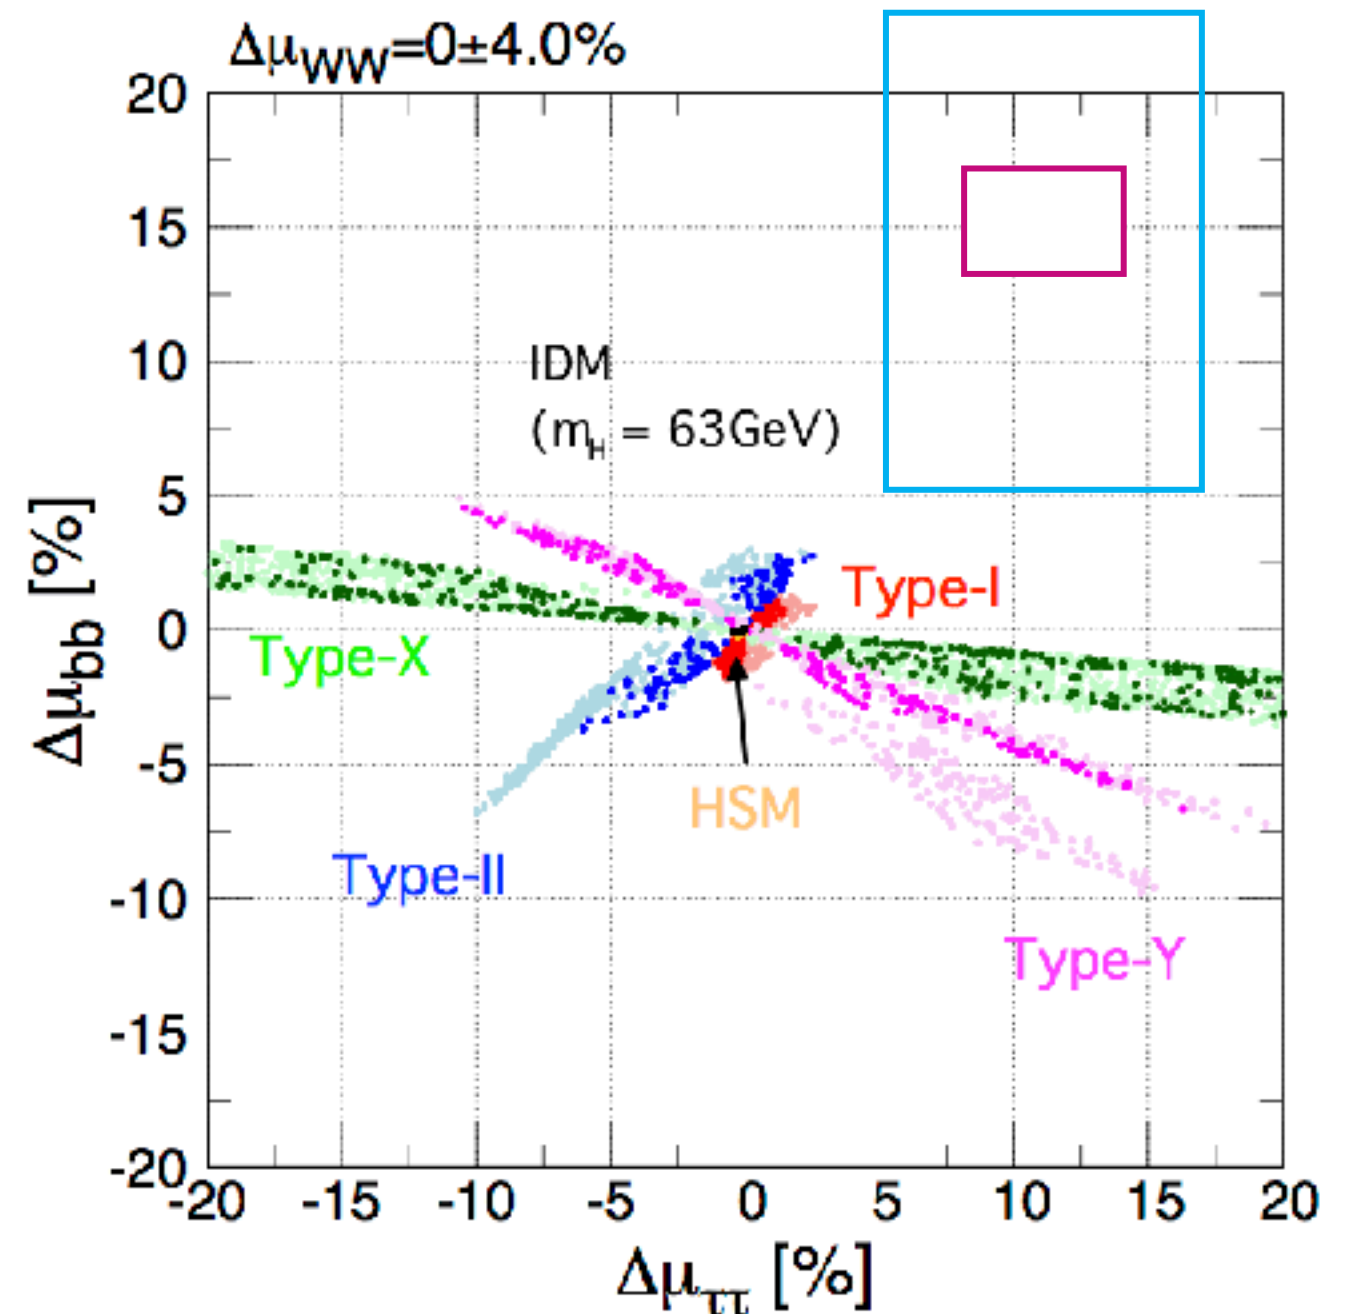 Δμ_WW=0±4.0%
20
15
10
5
0
-5
-10
-15
-20
Δμ_bb [%]
IDM
(m_H = 63GeV)
Type-I
Type-X
HSM
Type-II
Type-Y
-20 -15 -10 -5 0 5 10 15 20
Δμ_ττ [%]